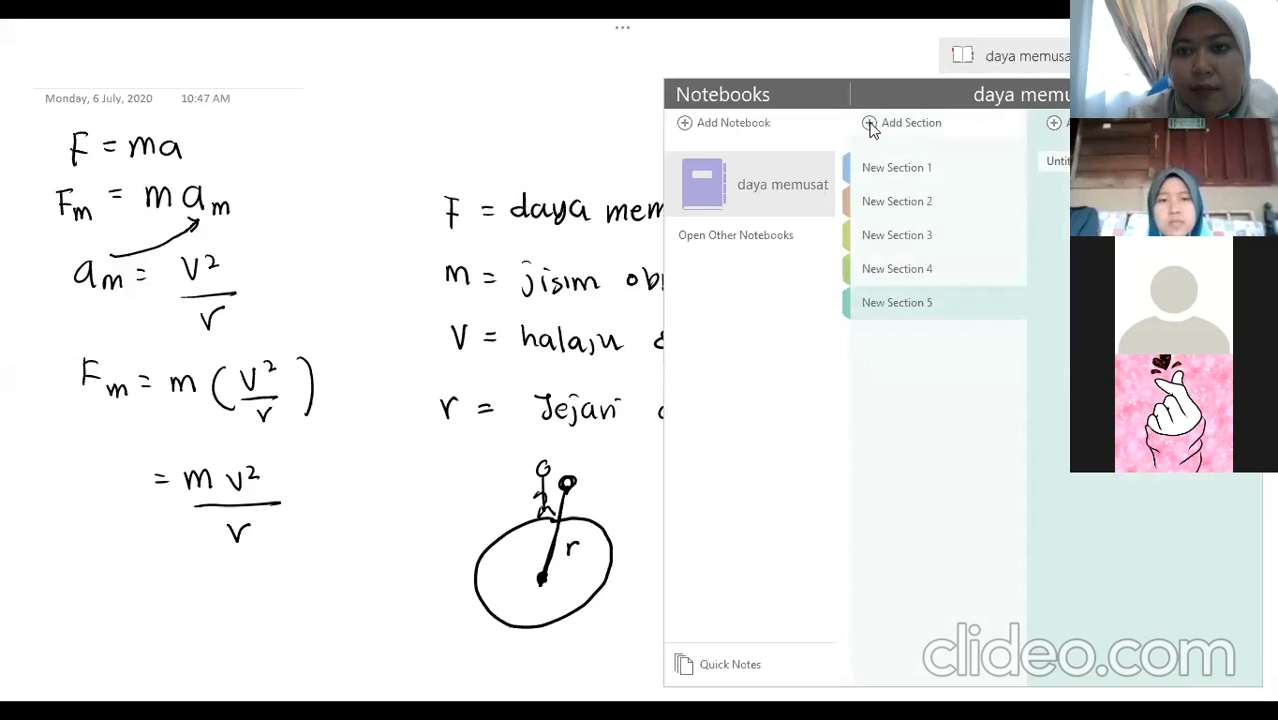 Monday, 6 July, 2020 10:47 AM
F = ma
Fm = m am
am = v²/r
Fm = m (v²/r)
= m v²/r
F = daya mem
m = jisim ob
v = halaju
r = Jejari
r
daya memusa
Notebooks
daya memu
Add Notebook
Add Section
daya memusat
Open Other Notebooks
New Section 1
New Section 2
New Section 3
New Section 4
New Section 5
Unti
Quick Notes
clideo.com